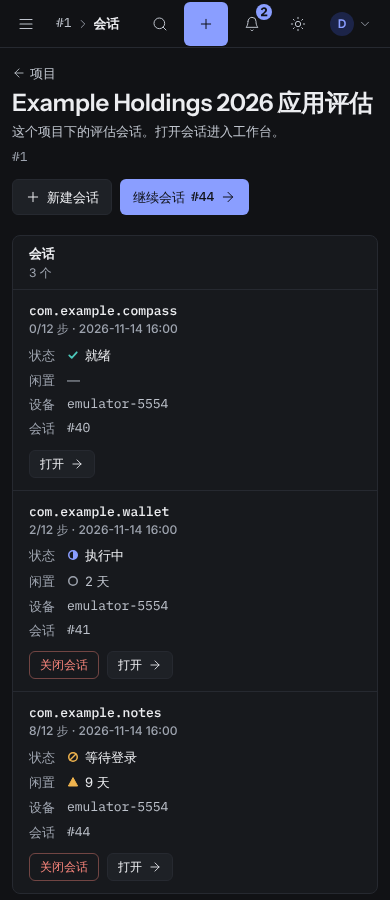 #1 会话
2
D
项目
Example Holdings 2026 应用评估
这个项目下的评估会话。打开会话进入工作台。
#1
新建会话
继续会话 #44
会话
3 个
com.example.compass
0/12 步 · 2026-11-14 16:00
状态 就绪
闲置 —
设备 emulator-5554
会话 #40
打开
com.example.wallet
2/12 步 · 2026-11-14 16:00
状态 执行中
闲置 2 天
设备 emulator-5554
会话 #41
关闭会话 打开
com.example.notes
8/12 步 · 2026-11-14 16:00
状态 等待登录
闲置 9 天
设备 emulator-5554
会话 #44
关闭会话 打开